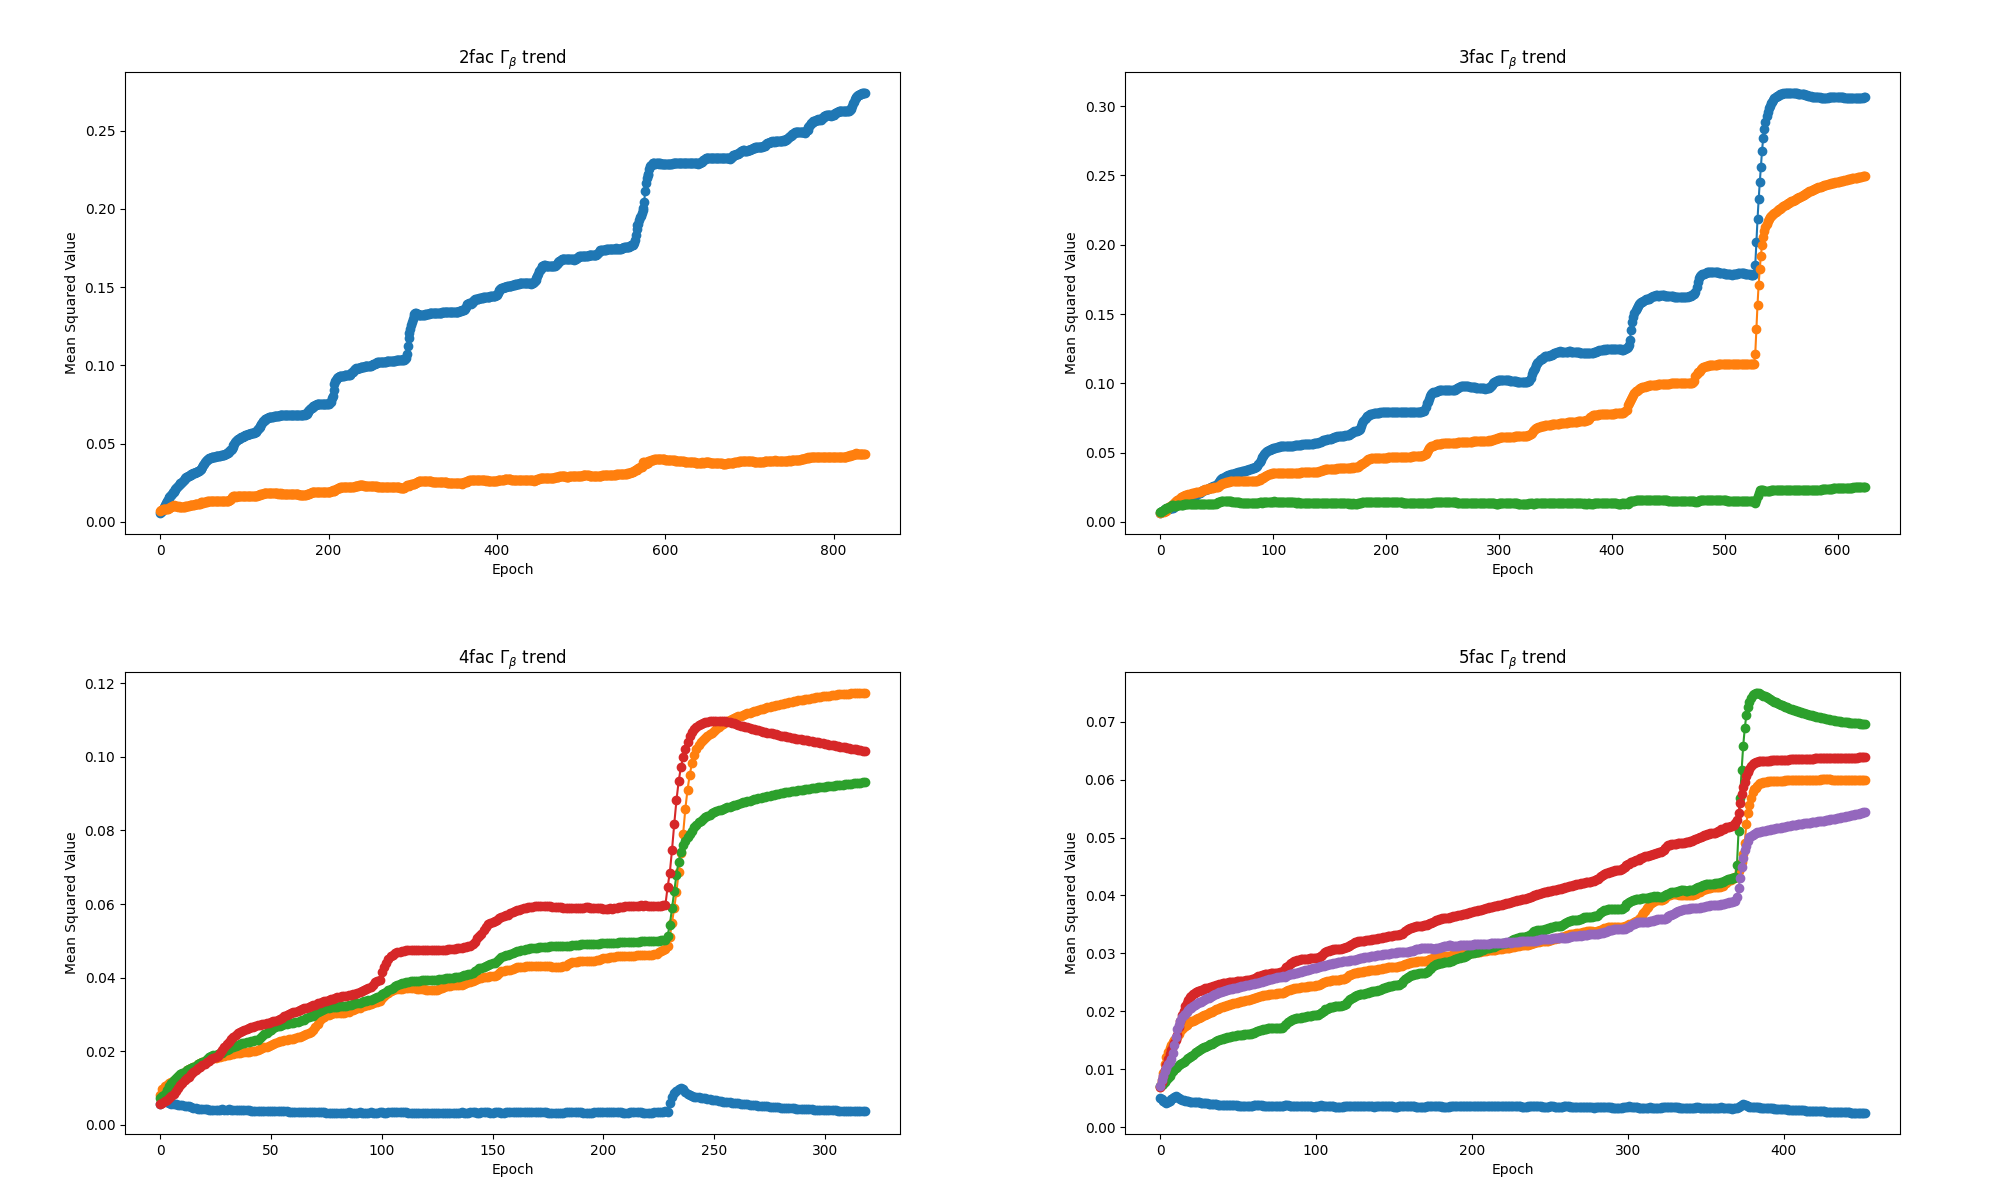 2fac Γβ trend
Mean Squared Value
0.25
0.20
0.15
0.10
0.05
0.00
0 200 400 600 800
Epoch
3fac Γβ trend
Mean Squared Value
0.30
0.25
0.20
0.15
0.10
0.05
0.00
0 100 200 300 400 500 600
Epoch
4fac Γβ trend
Mean Squared Value
0.12
0.10
0.08
0.06
0.04
0.02
0.00
0 50 100 150 200 250 300
Epoch
5fac Γβ trend
Mean Squared Value
0.07
0.06
0.05
0.04
0.03
0.02
0.01
0.00
0 100 200 300 400
Epoch